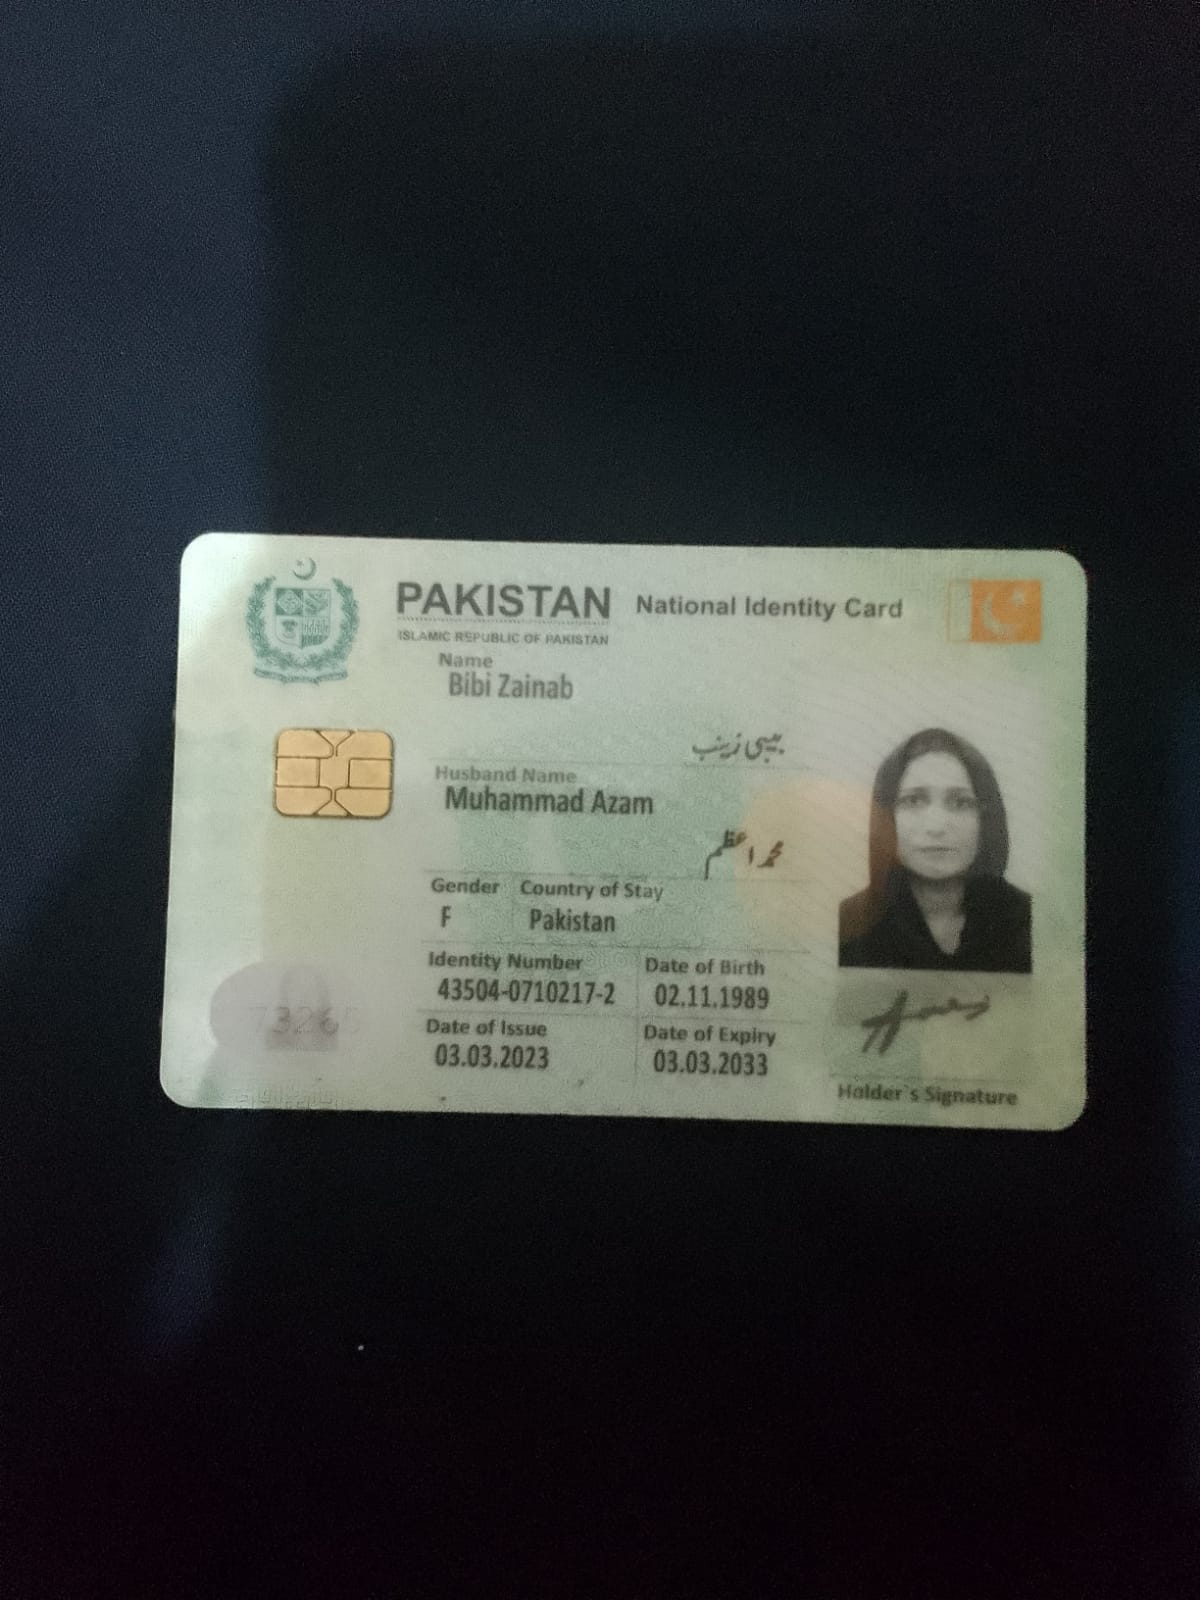 PAKISTAN National Identity Card
ISLAMIC REPUBLIC OF PAKISTAN
Name
Bibi Zainab
بیبی زینب
Husband Name
Muhammad Azam
محمد اعظم
Gender Country of Stay
F Pakistan
Identity Number Date of Birth
43504-0710217-2 02.11.1989
Date of Issue Date of Expiry
03.03.2023 03.03.2033
Holder`s Signature